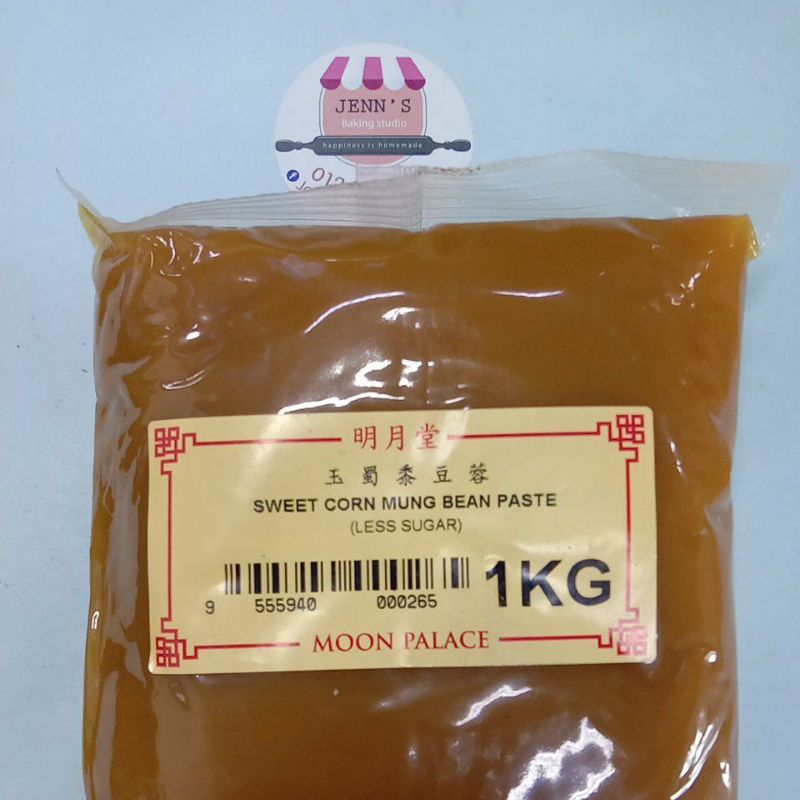 JENN'S
Baking studio
happiness is homemade
明月堂
玉蜀黍豆蓉
SWEET CORN MUNG BEAN PASTE
(LESS SUGAR)
1KG
9 555940 000265
MOON PALACE